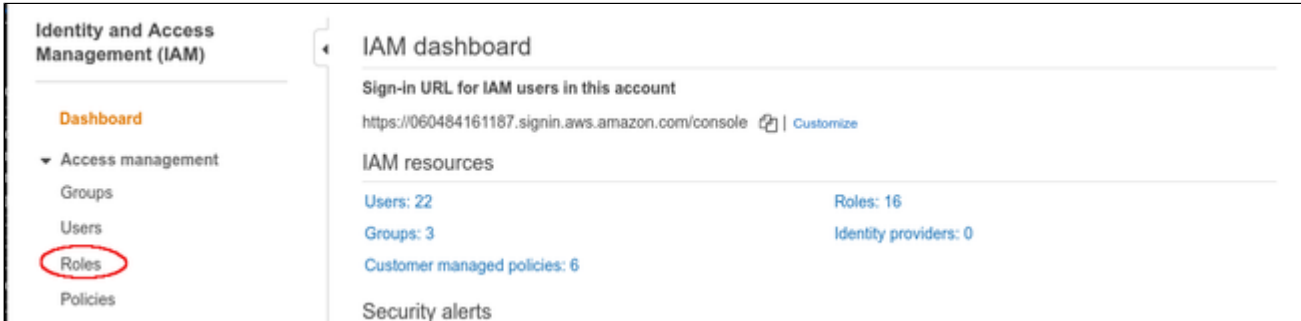 Identity and Access
Management (IAM)
Dashboard
Access management
Groups
Users
Roles
Policies
IAM dashboard
Sign-in URL for IAM users in this account
https://060484161187.signin.aws.amazon.com/console | Customize
IAM resources
Users: 22
Roles: 16
Groups: 3
Identity providers: 0
Customer managed policies: 6
Security alerts